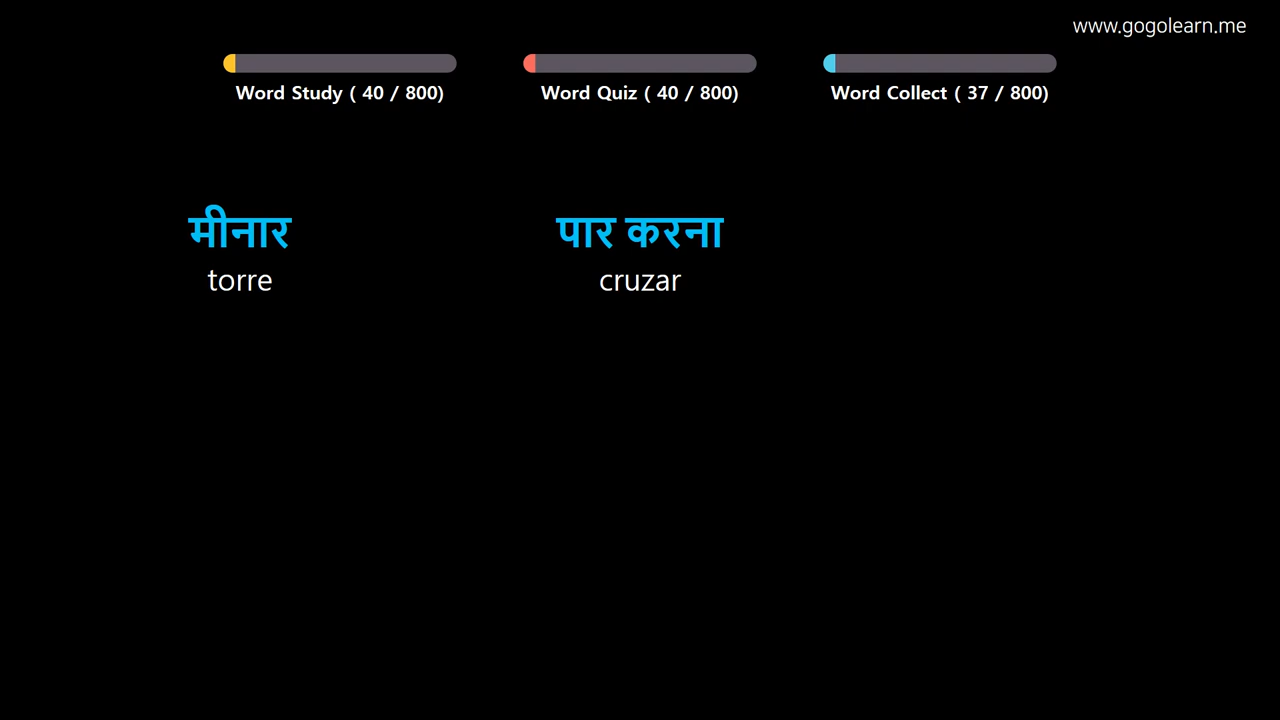 www.gogolearn.me
Word Study ( 40 / 800)
Word Quiz ( 40 / 800)
Word Collect ( 37 / 800)
मीनार
torre
पार करना
cruzar